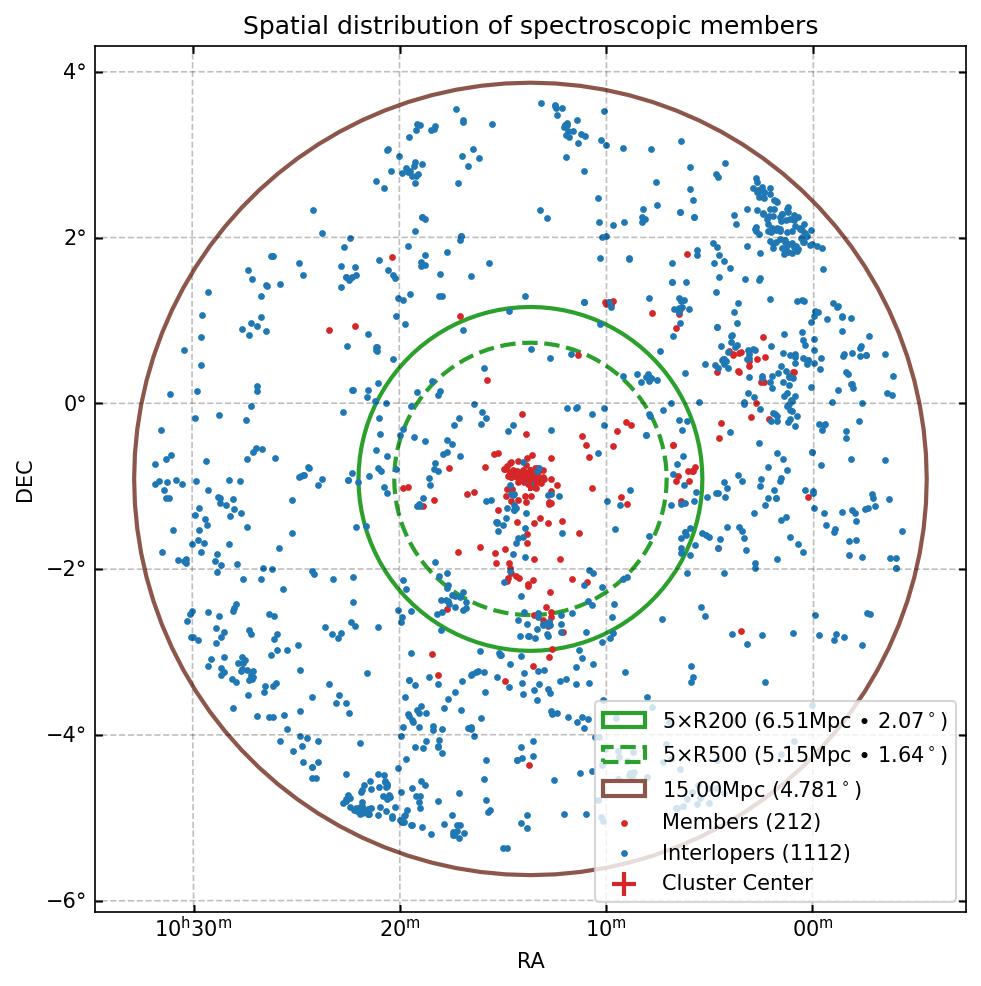 Spatial distribution of spectroscopic members
4°
2°
0°
−2°
−4°
−6°
DEC
5×R200 (6.51Mpc • 2.07°)
5×R500 (5.15Mpc • 1.64°)
15.00Mpc (4.781°)
Members (212)
Interlopers (1112)
Cluster Center
10ʰ30ᵐ 20ᵐ 10ᵐ 00ᵐ
RA